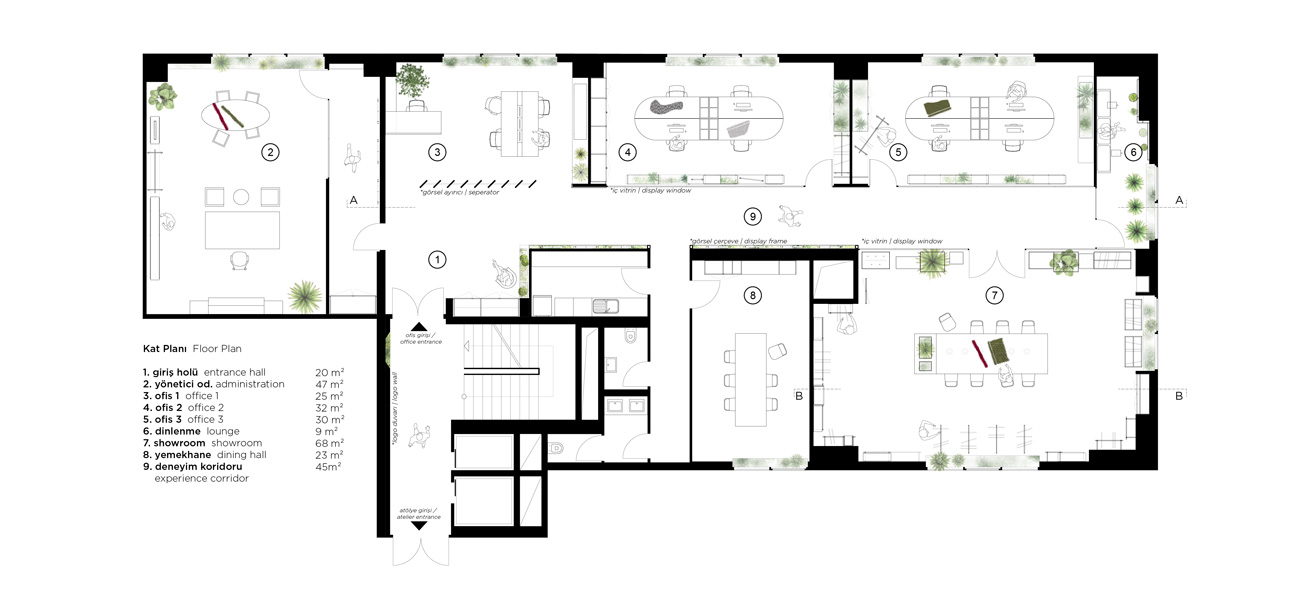 2
3
4
5
6
*görsel ayırıcı / seperator
*iç vitrin / display window
A
A
9
*görsel çerçeve / display frame
*iç vitrin / display window
1
8
7
ofis girişi /
office entrance
*logo duvarı / logo wall
B
B
atölye girişi /
atelier entrance
Kat Planı Floor Plan
1. giriş holü entrance hall 20 m²
2. yönetici od. administration 47 m²
3. ofis 1 office 1 25 m²
4. ofis 2 office 2 32 m²
5. ofis 3 office 3 30 m²
6. dinlenme lounge 9 m²
7. showroom showroom 68 m²
8. yemekhane dining hall 23 m²
9. deneyim koridoru 45m²
experience corridor